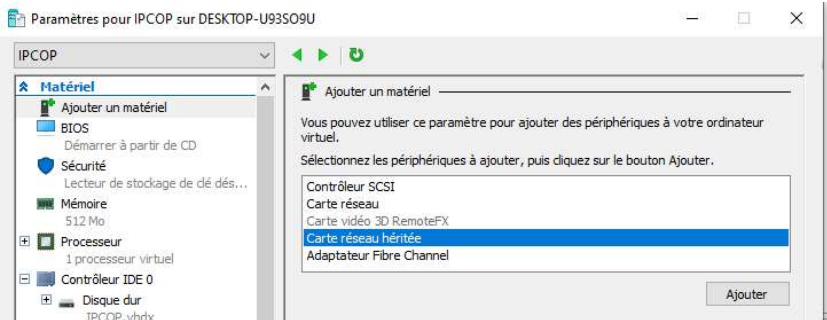 Paramètres pour IPCOP sur DESKTOP-U93SO9U
IPCOP
Matériel
Ajouter un matériel
BIOS
Démarrer à partir de CD
Sécurité
Lecteur de stockage de clé dés...
Mémoire
512 Mo
Processeur
1 processeur virtuel
Contrôleur IDE 0
Disque dur
IPCOP.vhdx
Ajouter un matériel
Vous pouvez utiliser ce paramètre pour ajouter des périphériques à votre ordinateur
virtuel.
Sélectionnez les périphériques à ajouter, puis cliquez sur le bouton Ajouter.
Contrôleur SCSI
Carte réseau
Carte vidéo 3D RemoteFX
Carte réseau héritée
Adaptateur Fibre Channel
Ajouter